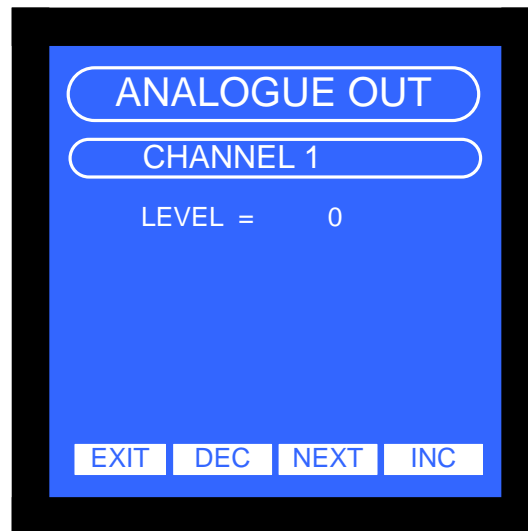 ANALOGUE OUT
CHANNEL 1
LEVEL = 0
EXIT DEC NEXT INC